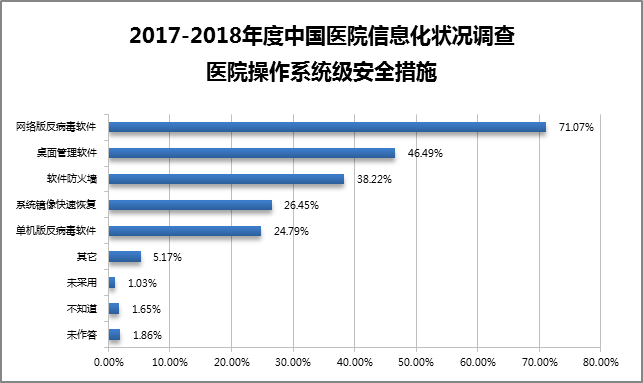 2017-2018年度中国医院信息化状况调查
医院操作系统级安全措施
网络版反病毒软件 71.07%
桌面管理软件 46.49%
软件防火墙 38.22%
系统镜像快速恢复 26.45%
单机版反病毒软件 24.79%
其它 5.17%
未采用 1.03%
不知道 1.65%
未作答 1.86%
0.00% 10.00% 20.00% 30.00% 40.00% 50.00% 60.00% 70.00% 80.00%